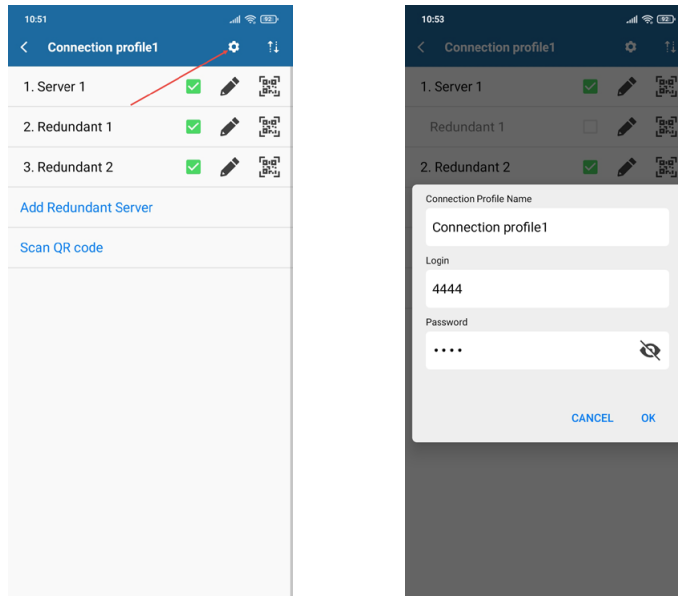 10:51
92
Connection profile1
1. Server 1
2. Redundant 1
3. Redundant 2
Add Redundant Server
Scan QR code
10:53
92
Connection profile1
1. Server 1
Redundant 1
2. Redundant 2
Connection Profile Name
Connection profile1
Login
4444
Password
••••
CANCEL OK